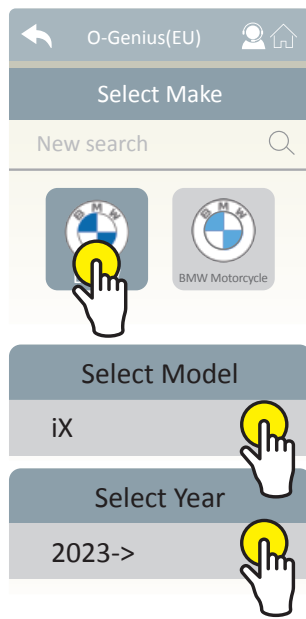 O-Genius(EU)
Select Make
New search
BMW
BMW
BMW Motorcycle
Select Model
iX
Select Year
2023->